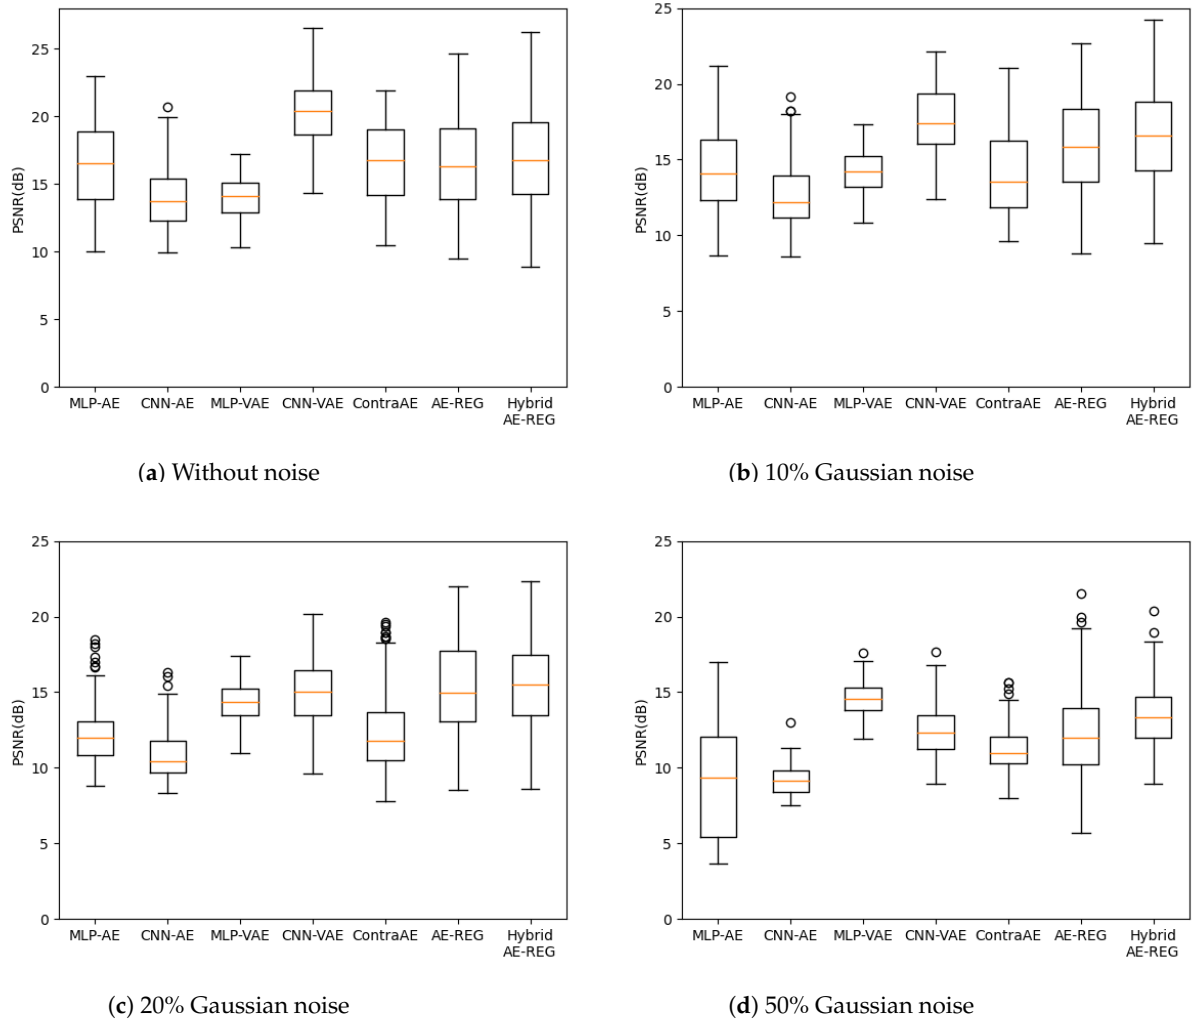 25
20
15
10
5
0
PSNR(dB)
MLP-AE CNN-AE MLP-VAE CNN-VAE ContraAE AE-REG Hybrid
AE-REG
(a) Without noise
25
20
15
10
5
0
PSNR(dB)
MLP-AE CNN-AE MLP-VAE CNN-VAE ContraAE AE-REG Hybrid
AE-REG
(b) 10% Gaussian noise
25
20
15
10
5
0
PSNR(dB)
MLP-AE CNN-AE MLP-VAE CNN-VAE ContraAE AE-REG Hybrid
AE-REG
(c) 20% Gaussian noise
25
20
15
10
5
0
PSNR(dB)
MLP-AE CNN-AE MLP-VAE CNN-VAE ContraAE AE-REG Hybrid
AE-REG
(d) 50% Gaussian noise